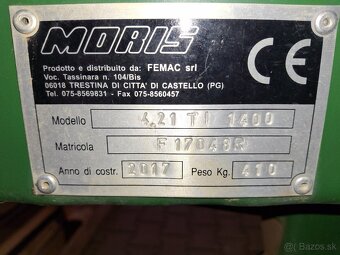 MORIS
CE
Prodotto e distribuito da: FEMAC srl
Voc. Tassinara n. 104/Bis
06018 TRESTINA DI CITTA' DI CASTELLO (PG)
Tel. 075-8569831 - Fax 075-8560457
Modello 4.21 TI 1400
Matricola
Anno di costr. 2017 Peso Kg. 410
Bazos.sk